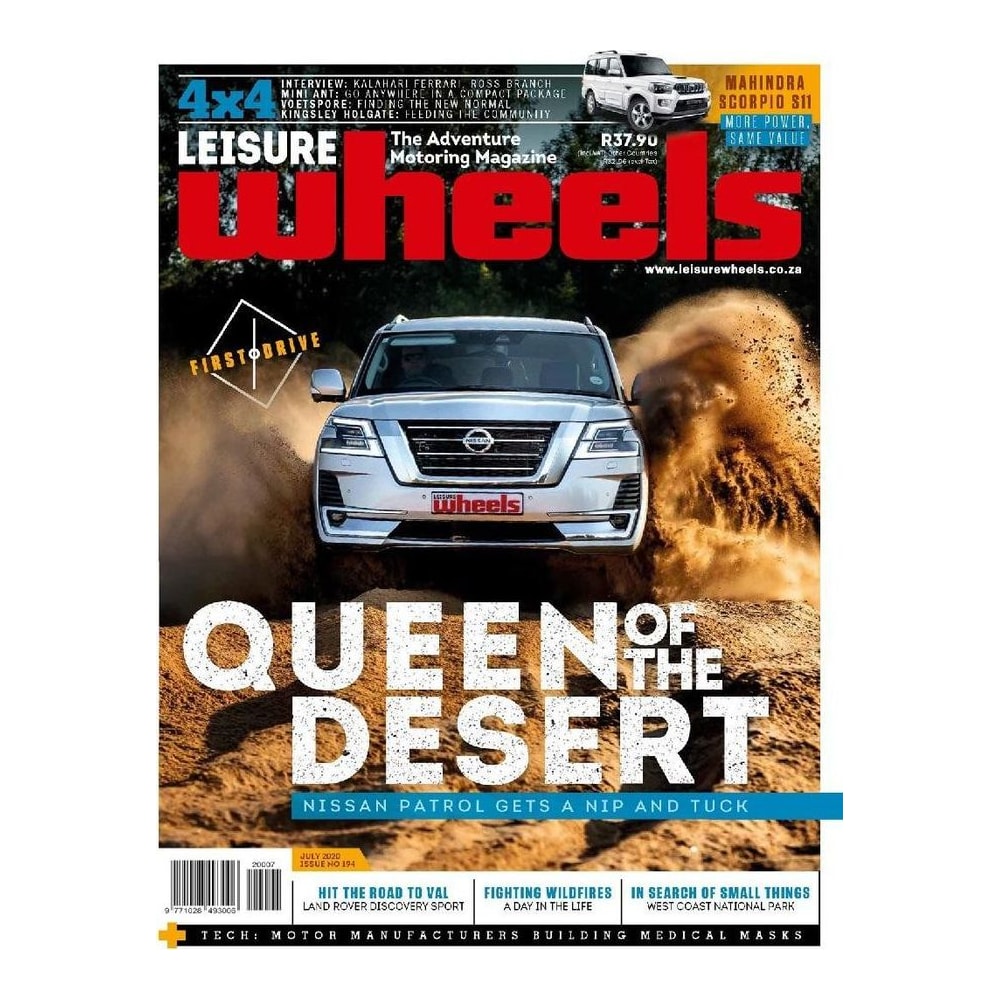 4x4
INTERVIEW: KALAHARI FERRARI, ROSS BRANCH
MINI ANT: GO ANYWHERE IN A COMPACT PACKAGE
VOETSPORE: FINDING THE NEW NORMAL
KINGSLEY HOLGATE: FEEDING THE COMMUNITY
MAHINDRA
SCORPIO S11
MORE POWER,
SAME VALUE
LEISURE
The Adventure
Motoring Magazine
R37.90
wheels
www.leisurewheels.co.za
FIRST DRIVE
NISSAN
LEISURE
wheels
QUEEN OF
THE
DESERT
NISSAN PATROL GETS A NIP AND TUCK
JULY 2020
ISSUE NO 194
20007
9 771028 493006
HIT THE ROAD TO VAL
LAND ROVER DISCOVERY SPORT
FIGHTING WILDFIRES
A DAY IN THE LIFE
IN SEARCH OF SMALL THINGS
WEST COAST NATIONAL PARK
+ TECH: MOTOR MANUFACTURERS BUILDING MEDICAL MASKS